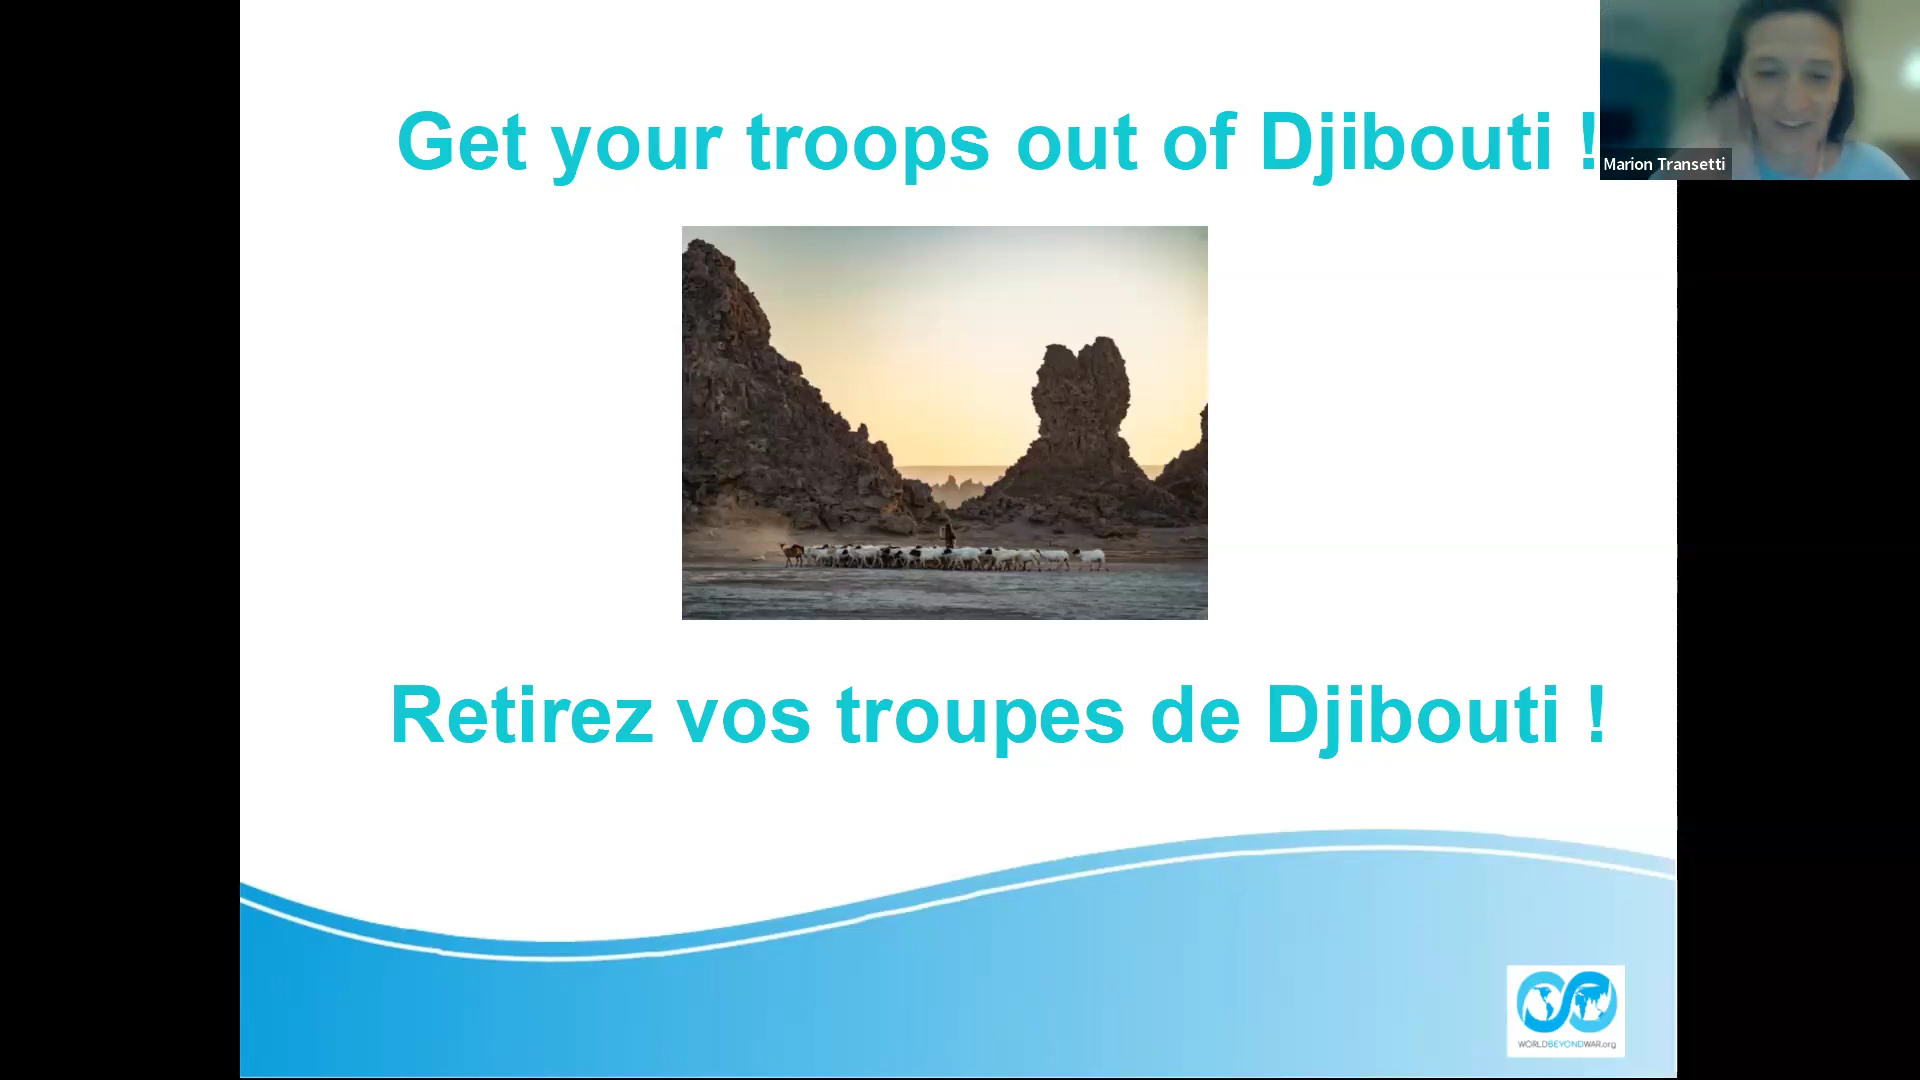 Get your troops out of Djibouti !
Marion Transetti
Retirez vos troupes de Djibouti !
WORLDBEYONDWAR.org